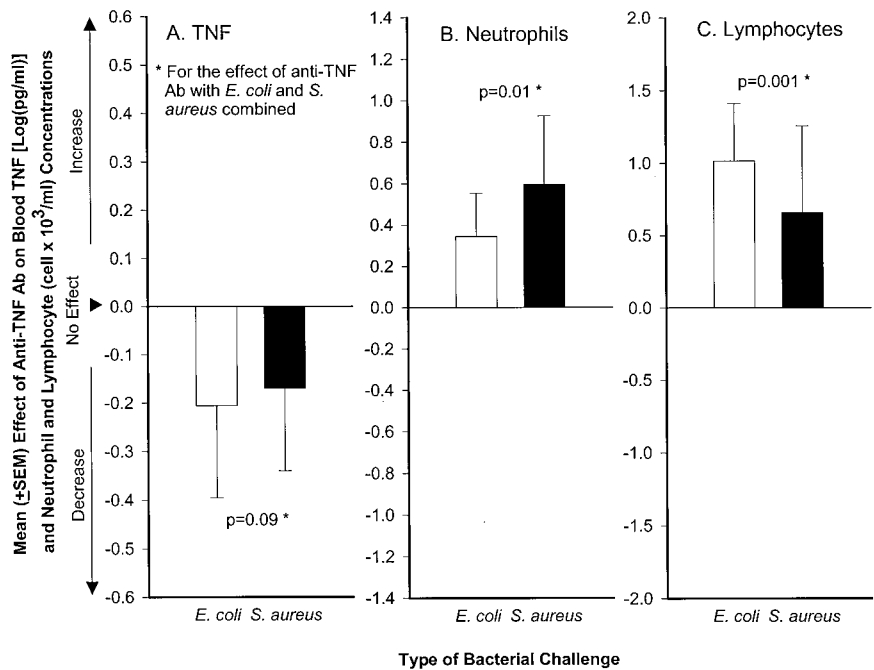 Mean (±SEM) Effect of Anti-TNF Ab on Blood TNF [Log(pg/ml)]
and Neutrophil and Lymphocyte (cell x 10³/ml) Concentrations
Increase
No Effect
Decrease
A. TNF
* For the effect of anti-TNF
Ab with E. coli and S.
aureus combined
0.6
0.5
0.4
0.3
0.2
0.1
0.0
-0.1
-0.2
-0.3
-0.4
-0.5
-0.6
p=0.09 *
E. coli S. aureus
B. Neutrophils
p=0.01 *
1.4
1.2
1.0
0.8
0.6
0.4
0.2
0.0
-0.2
-0.4
-0.6
-0.8
-1.0
-1.2
-1.4
E. coli S. aureus
C. Lymphocytes
p=0.001 *
2.0
1.5
1.0
0.5
0.0
-0.5
-1.0
-1.5
-2.0
E. coli S. aureus
Type of Bacterial Challenge